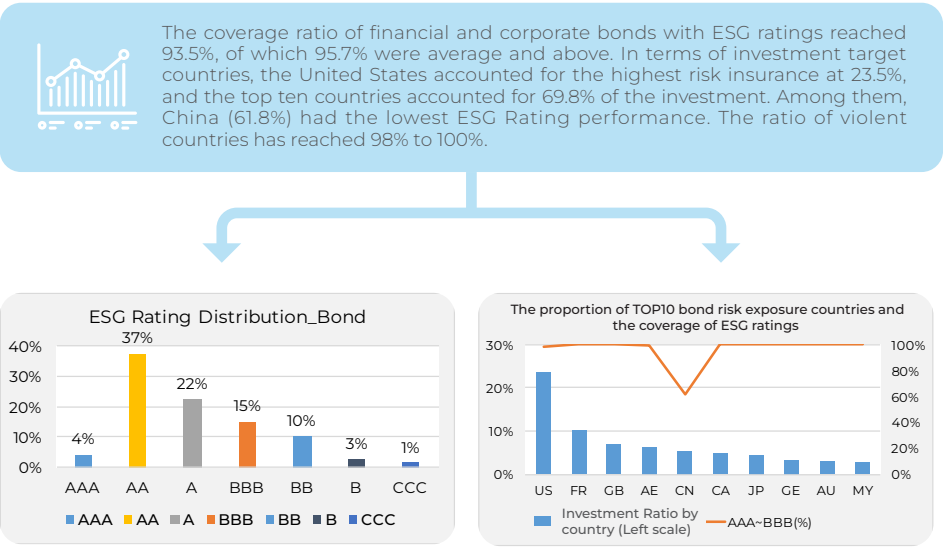 The coverage ratio of financial and corporate bonds with ESG ratings reached
93.5%, of which 95.7% were average and above. In terms of investment target
countries, the United States accounted for the highest risk insurance at 23.5%,
and the top ten countries accounted for 69.8% of the investment. Among them,
China (61.8%) had the lowest ESG Rating performance. The ratio of violent
countries has reached 98% to 100%.
ESG Rating Distribution_Bond
40%
30%
20%
10%
0%
4%
37%
22%
15%
10%
3%
1%
AAA AA A BBB BB B CCC
AAA AA A BBB BB B CCC
The proportion of TOP10 bond risk exposure countries and
the coverage of ESG ratings
30%
20%
10%
0%
100%
80%
60%
40%
20%
0%
US FR GB AE CN CA JP GE AU MY
Investment Ratio by
country (Left scale)
AAA~BBB(%)